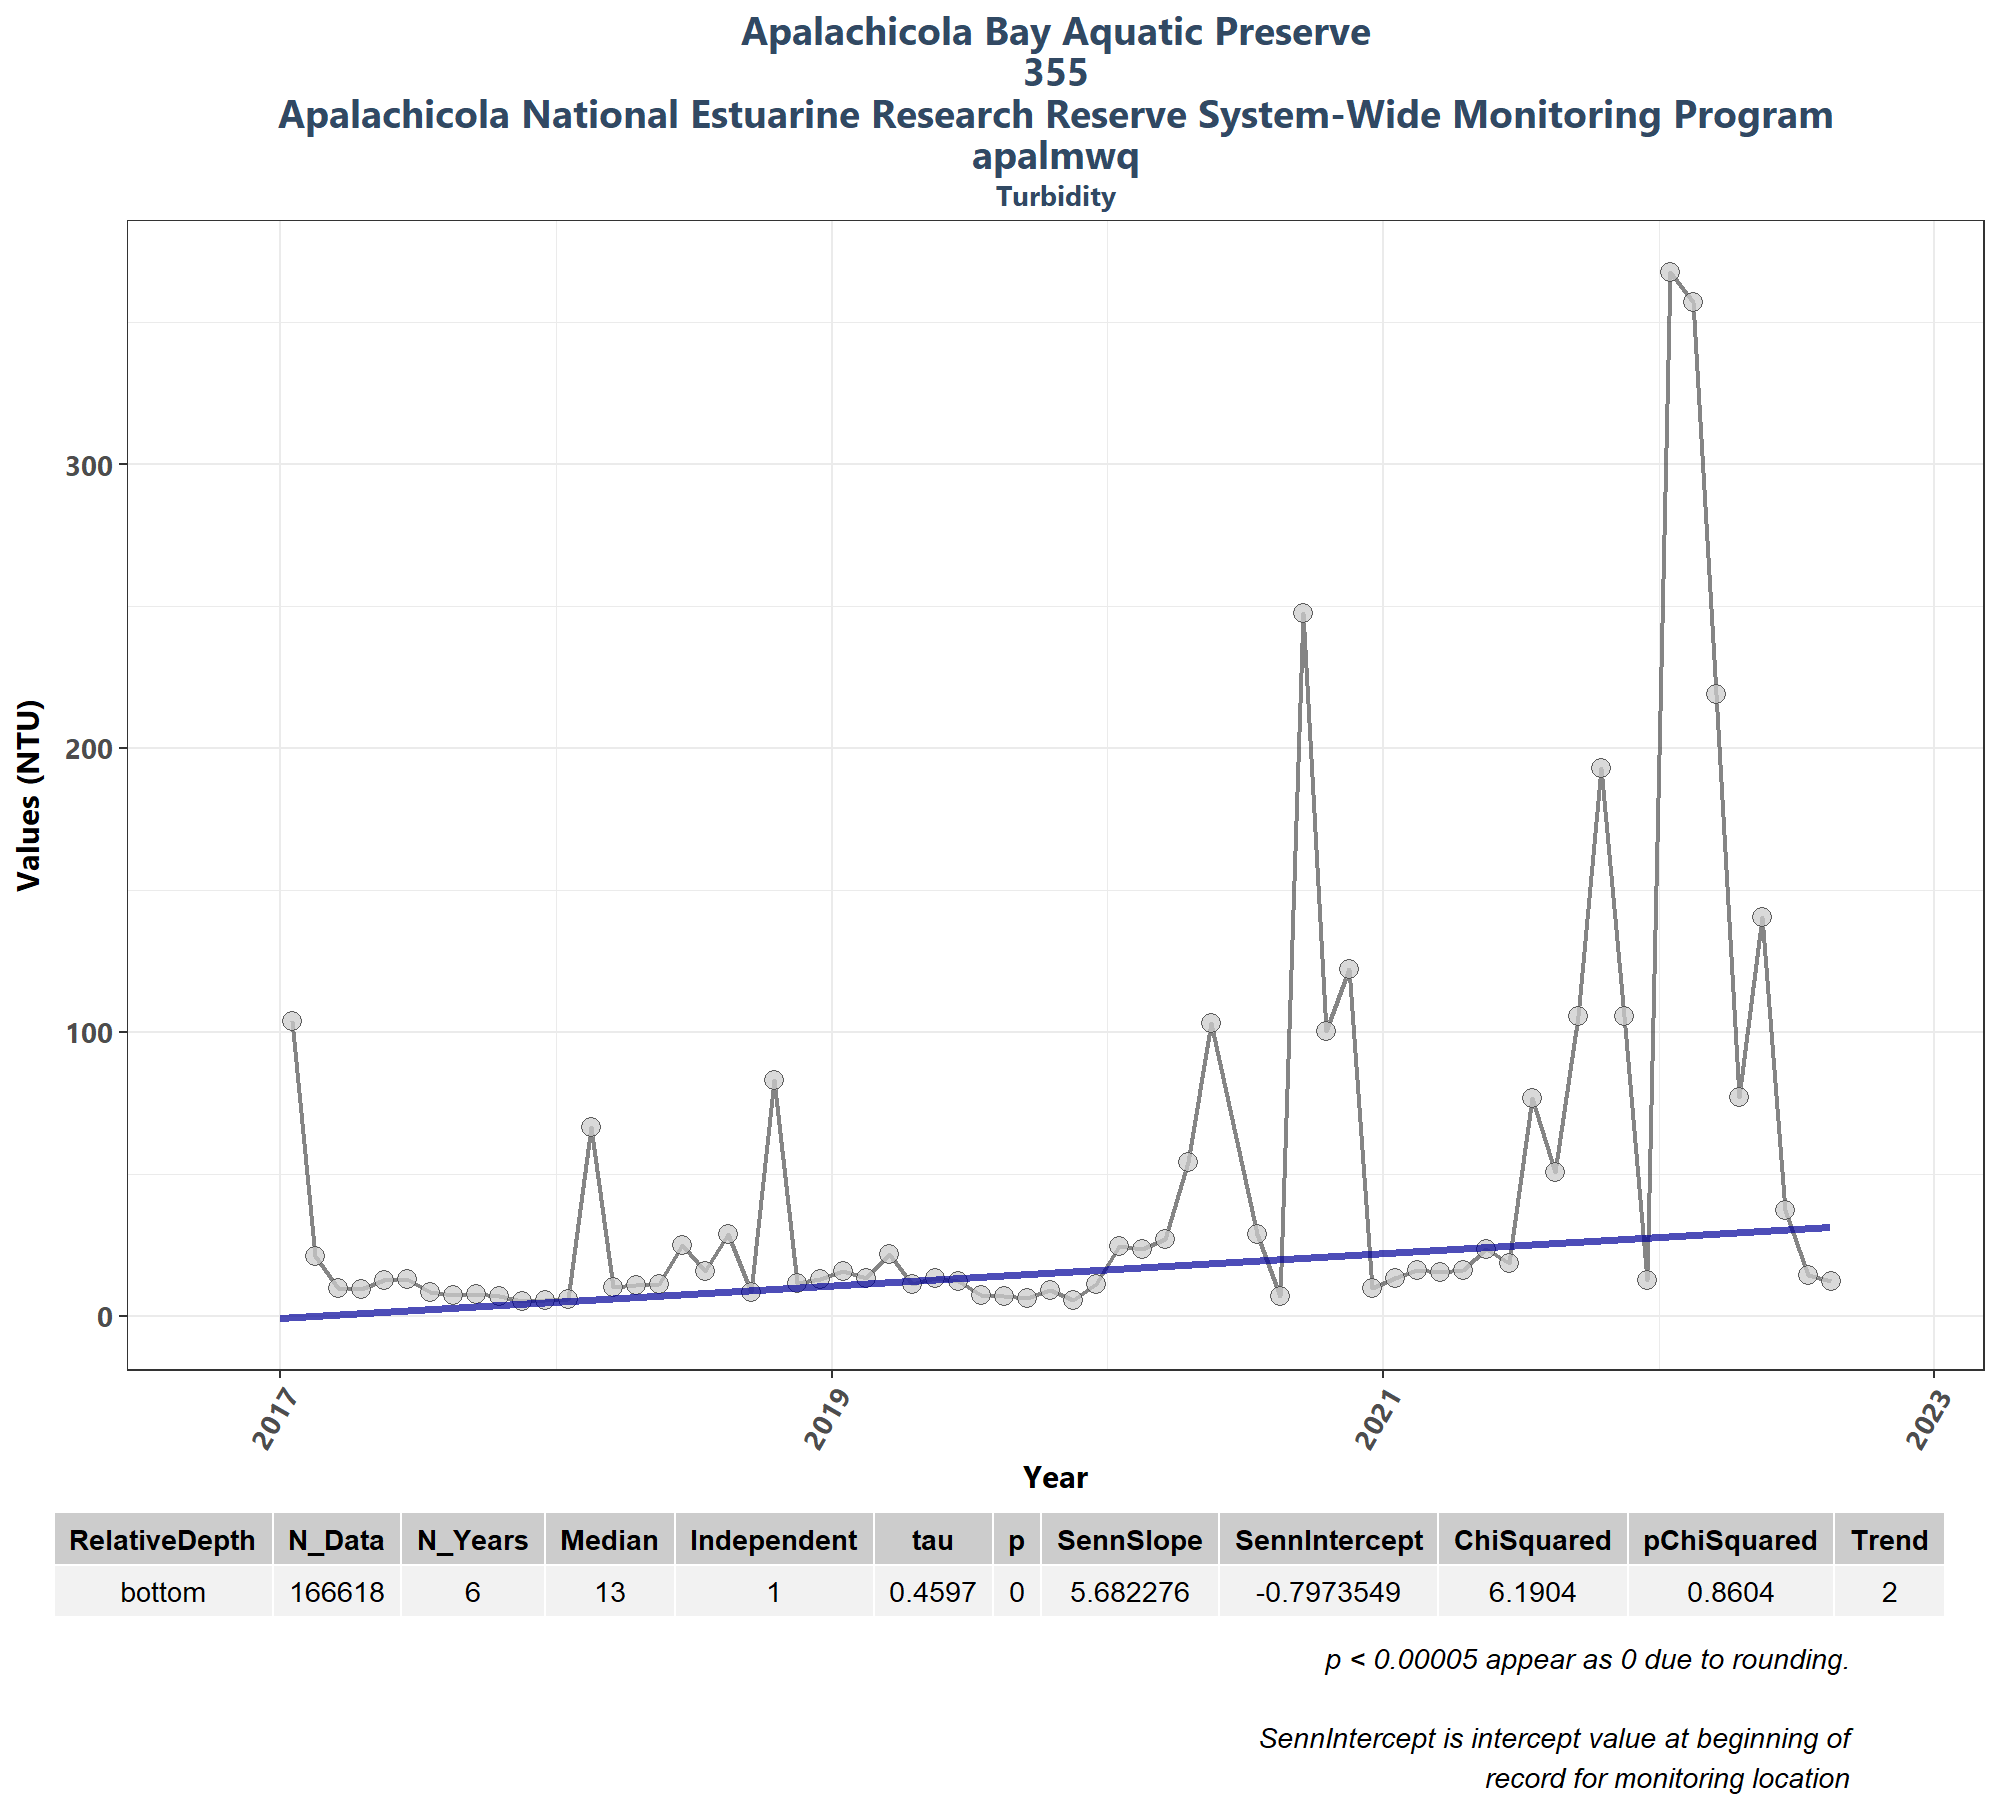 Apalachicola Bay Aquatic Preserve
355
Apalachicola National Estuarine Research Reserve System-Wide Monitoring Program
apalmwq
Turbidity
Values (NTU)
300
200
100
0
2017 2019 2021 2023
Year
RelativeDepth N_Data N_Years Median Independent tau p SennSlope SennIntercept ChiSquared pChiSquared Trend
bottom 166618 6 13 1 0.4597 0 5.682276 -0.7973549 6.1904 0.8604 2
p < 0.00005 appear as 0 due to rounding.
SennIntercept is intercept value at beginning of
record for monitoring location